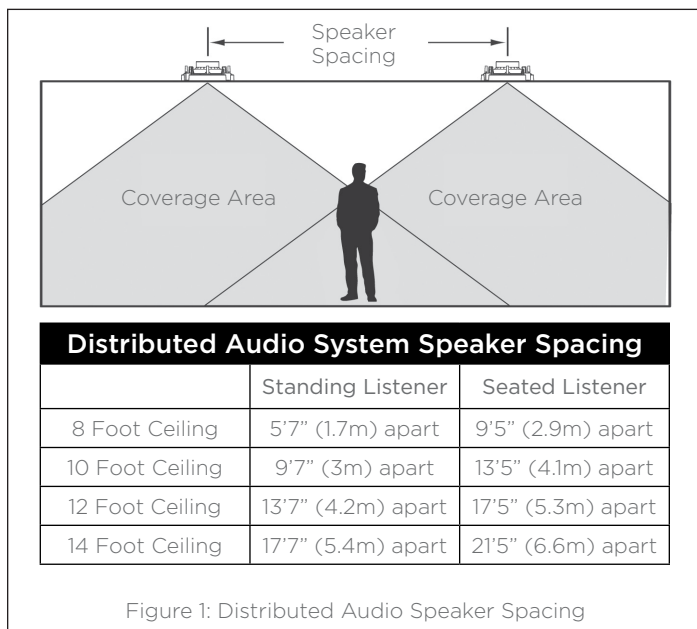 Speaker
Spacing
Coverage Area Coverage Area
Distributed Audio System Speaker Spacing
Standing Listener Seated Listener
8 Foot Ceiling 5’7” (1.7m) apart 9’5” (2.9m) apart
10 Foot Ceiling 9’7” (3m) apart 13’5” (4.1m) apart
12 Foot Ceiling 13’7” (4.2m) apart 17’5” (5.3m) apart
14 Foot Ceiling 17’7” (5.4m) apart 21’5” (6.6m) apart
Figure 1: Distributed Audio Speaker Spacing